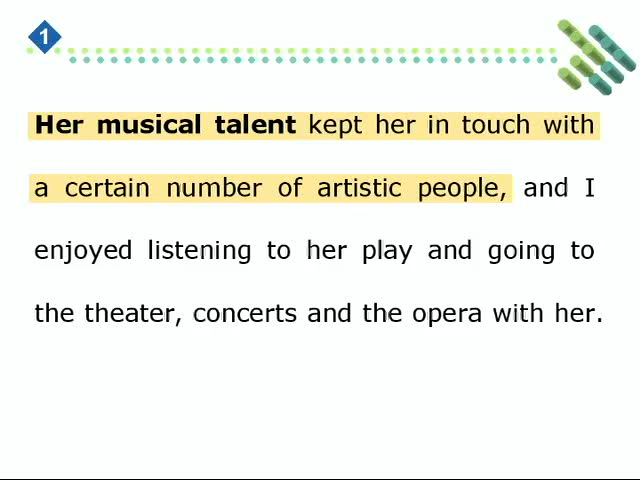 1
Her musical talent kept her in touch with
a certain number of artistic people, and I
enjoyed listening to her play and going to
the theater, concerts and the opera with her.